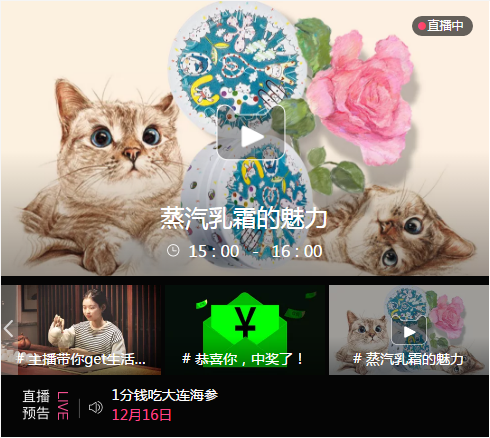 直播中
蒸汽乳霜的魅力
15 : 00 - 16 : 00
# 主播带你get生活...
# 恭喜你，中奖了！
# 蒸汽乳霜的魅力
直播预告
LIVE
1分钱吃大连海参
12月16日